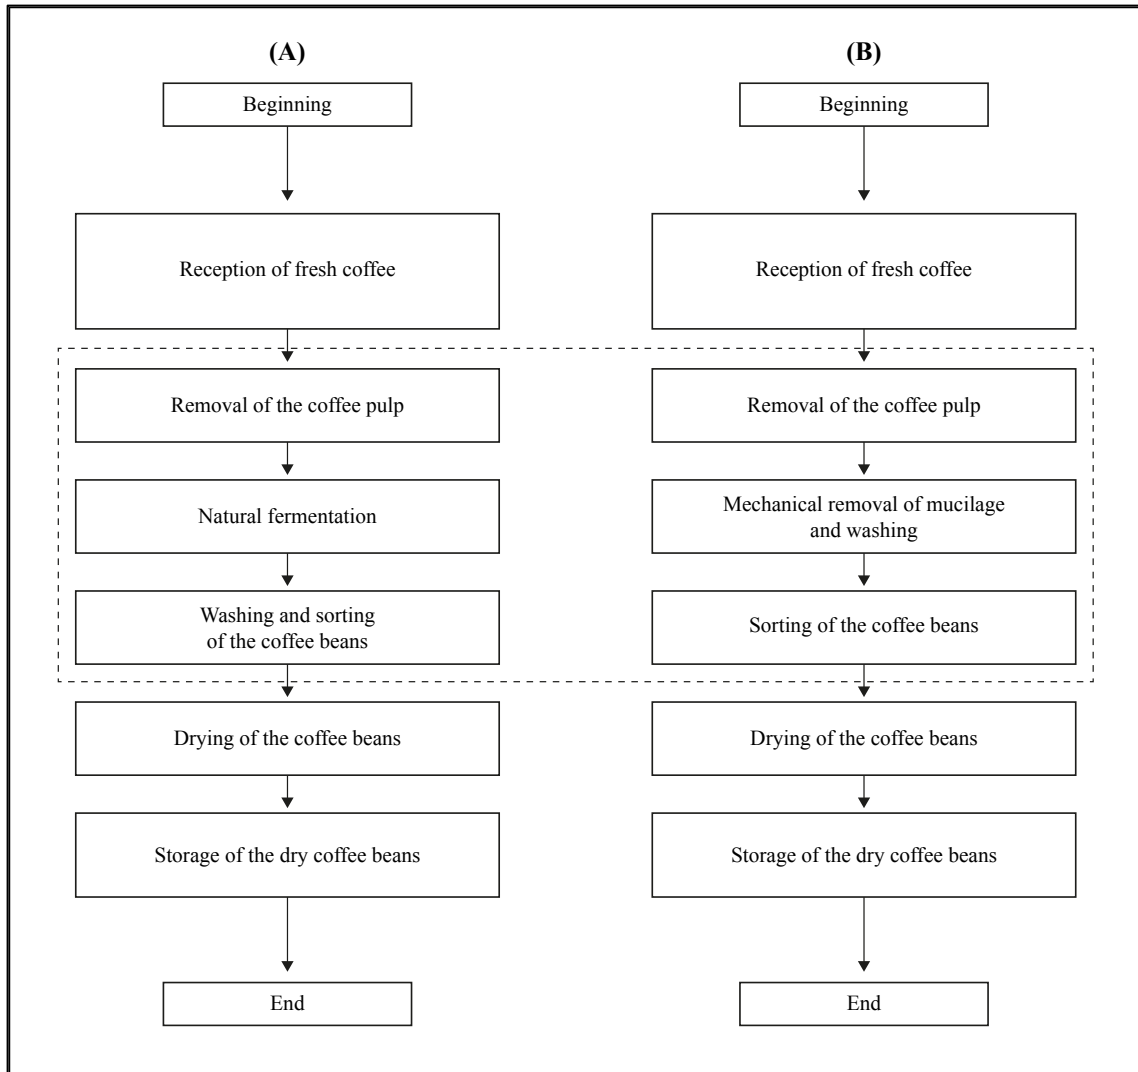 (A)
Beginning
Reception of fresh coffee
Removal of the coffee pulp
Natural fermentation
Washing and sorting
of the coffee beans
Drying of the coffee beans
Storage of the dry coffee beans
End
(B)
Beginning
Reception of fresh coffee
Removal of the coffee pulp
Mechanical removal of mucilage
and washing
Sorting of the coffee beans
Drying of the coffee beans
Storage of the dry coffee beans
End